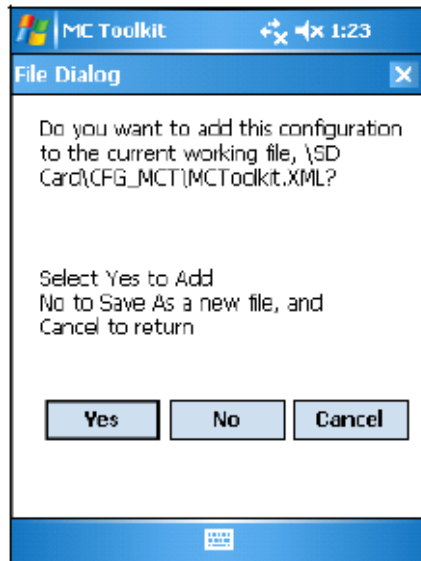 MC Toolkit 1:23
File Dialog
Do you want to add this configuration
to the current working file, \SD
Card\CFG_MCT\MCToolkit.XML?
Select Yes to Add
No to Save As a new file, and
Cancel to return
Yes No Cancel